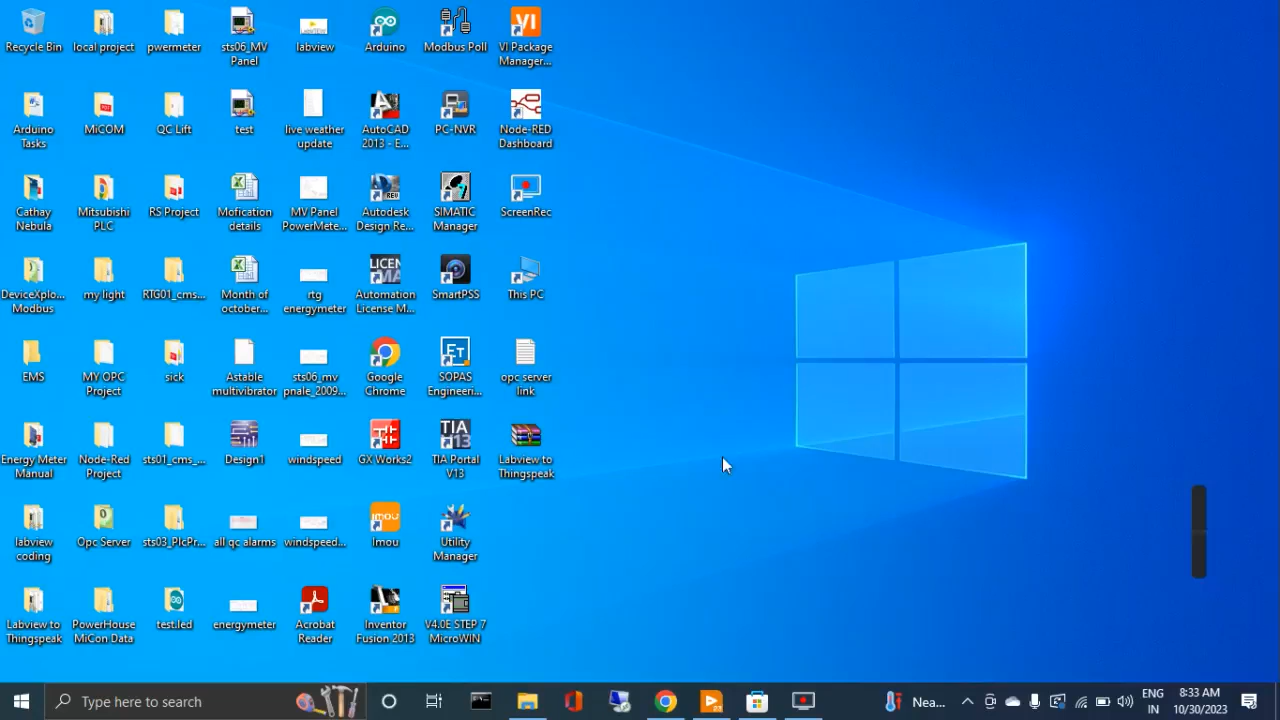 Recycle Bin
local project
pwermeter
sts06_MV
Panel
labview
Arduino
Modbus Poll
VI
VI Package
Manager...
Arduino
Tasks
MiCOM
QC Lift
test
live weather
update
AutoCAD
2013 - E...
PC-NVR
Node-RED
Dashboard
Cathay
Nebula
Mitsubishi
PLC
RS Project
Mofication
details
MV Panel
PowerMete...
Autodesk
Design Re...
SIMATIC
Manager
ScreenRec
DeviceXplo...
Modbus
my light
RTG01_cms...
Month of
october...
rtg
energymeter
Automation
License M...
SmartPSS
This PC
EMS
MY OPC
Project
sick
Astable
multivibrator
sts06_mv
pnale_2009...
Google
Chrome
ET
SOPAS
Engineeri...
opc server
link
Energy Meter
Manual
Node-Red
Project
sts01_cms_...
Design1
windspeed
GX Works2
TIA
V13
TIA Portal
V13
Labview to
Thingspeak
labview
coding
Opc Server
sts03_PlcPr...
all qc alarms
windspeed...
imou
Imou
Utility
Manager
Labview to
Thingspeak
PowerHouse
MiCon Data
test.led
energymeter
Acrobat
Reader
Inventor
Fusion 2013
V4.0E STEP 7
MicroWIN
Type here to search
Nea...
ENG
IN
8:33 AM
10/30/2023